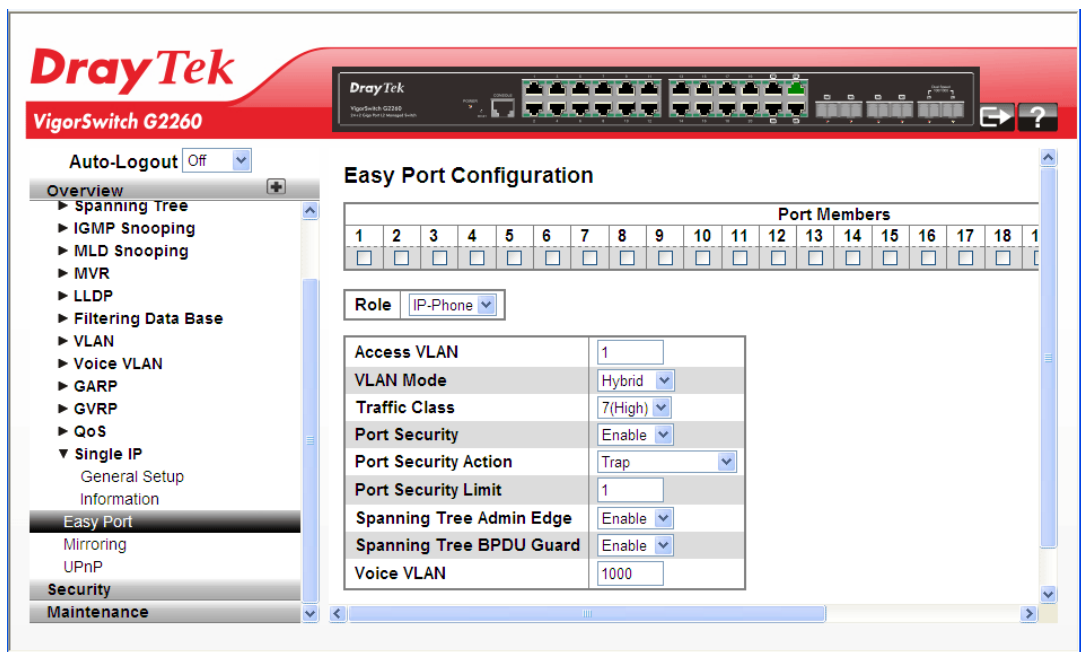 DrayTek
VigorSwitch G2260
DrayTek
VigorSwitch G2260
POWER
CONSOLE
Auto-Logout Off
Overview
Spanning Tree
IGMP Snooping
MLD Snooping
MVR
LLDP
Filtering Data Base
VLAN
Voice VLAN
GARP
GVRP
QoS
Single IP
General Setup
Information
Easy Port
Mirroring
UPnP
Security
Maintenance
Easy Port Configuration
Port Members
1 2 3 4 5 6 7 8 9 10 11 12 13 14 15 16 17 18 1
Role IP-Phone
Access VLAN 1
VLAN Mode Hybrid
Traffic Class 7(High)
Port Security Enable
Port Security Action Trap
Port Security Limit 1
Spanning Tree Admin Edge Enable
Spanning Tree BPDU Guard Enable
Voice VLAN 1000
?